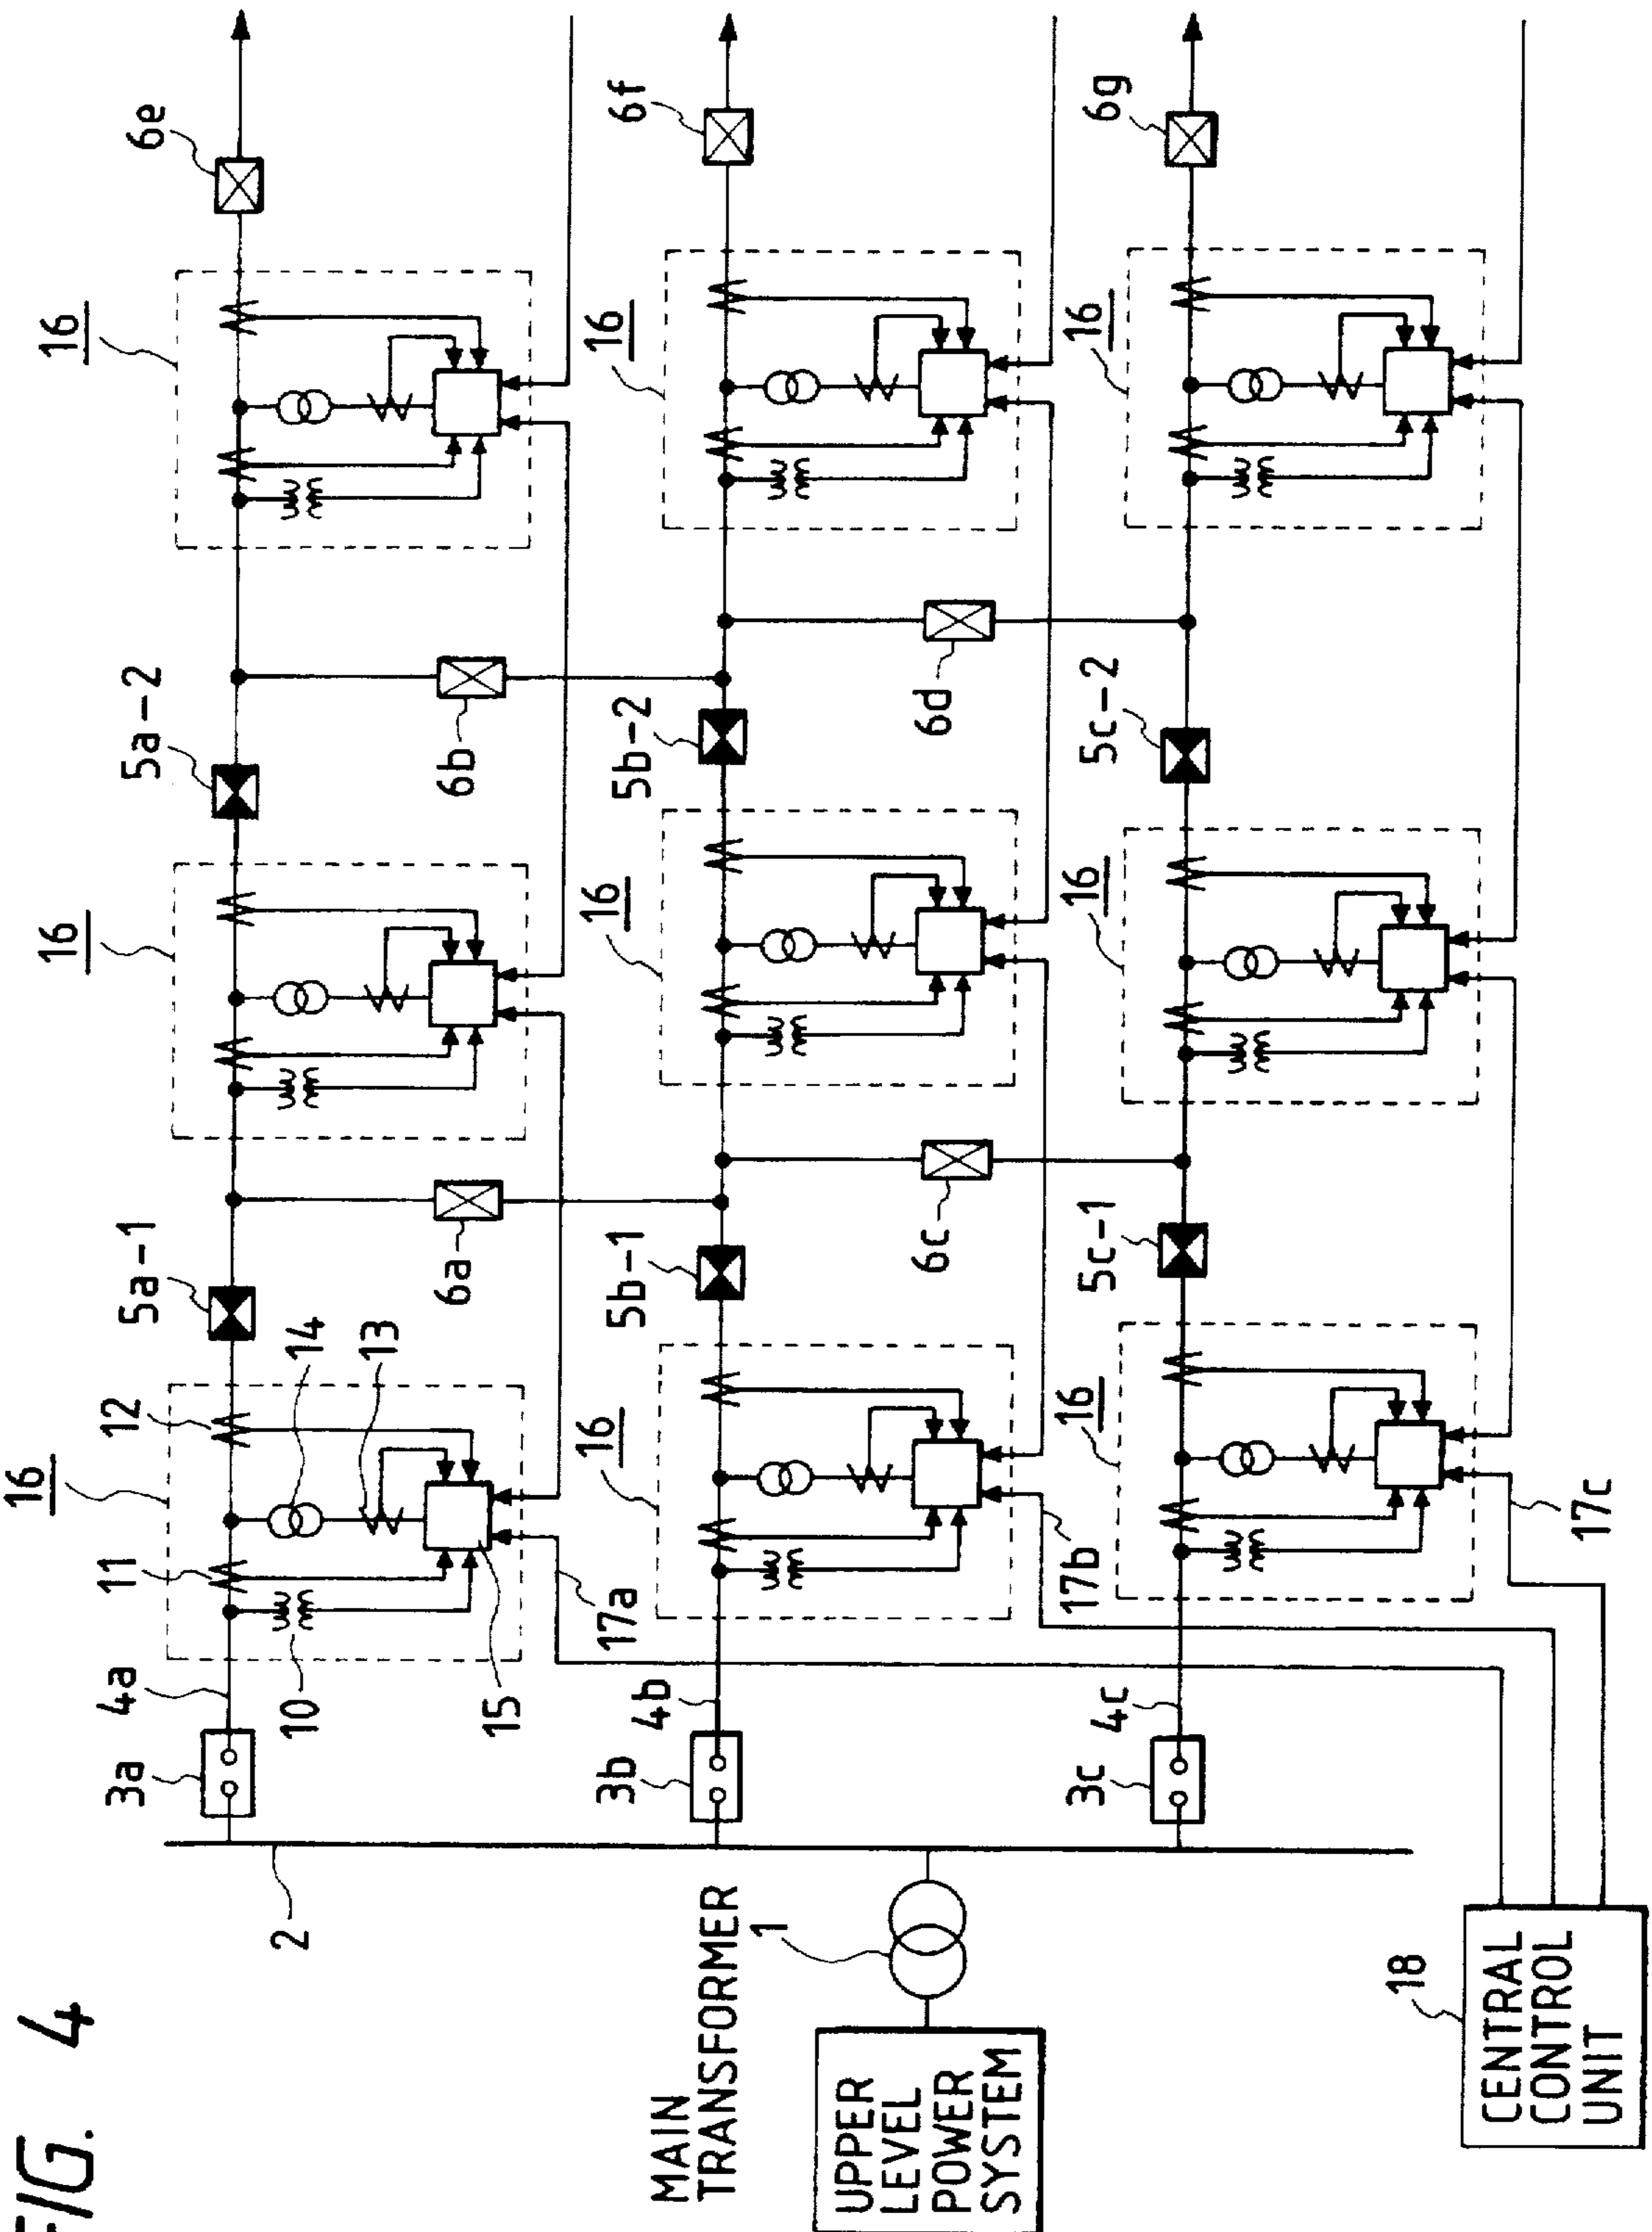 FIG. 4
UPPER
LEVEL
POWER
SYSTEM
MAIN
TRANSFORMER
1
2
3a
4a
10
11
12
13
14
15
16
17a
5a-1
6a
16
5a-2
6b
16
6e
3b
4b
16
17b
5b-1
6c
16
5b-2
6d
16
6f
3c
4c
16
17c
5c-1
16
5c-2
16
6g
18
CENTRAL
CONTROL
UNIT